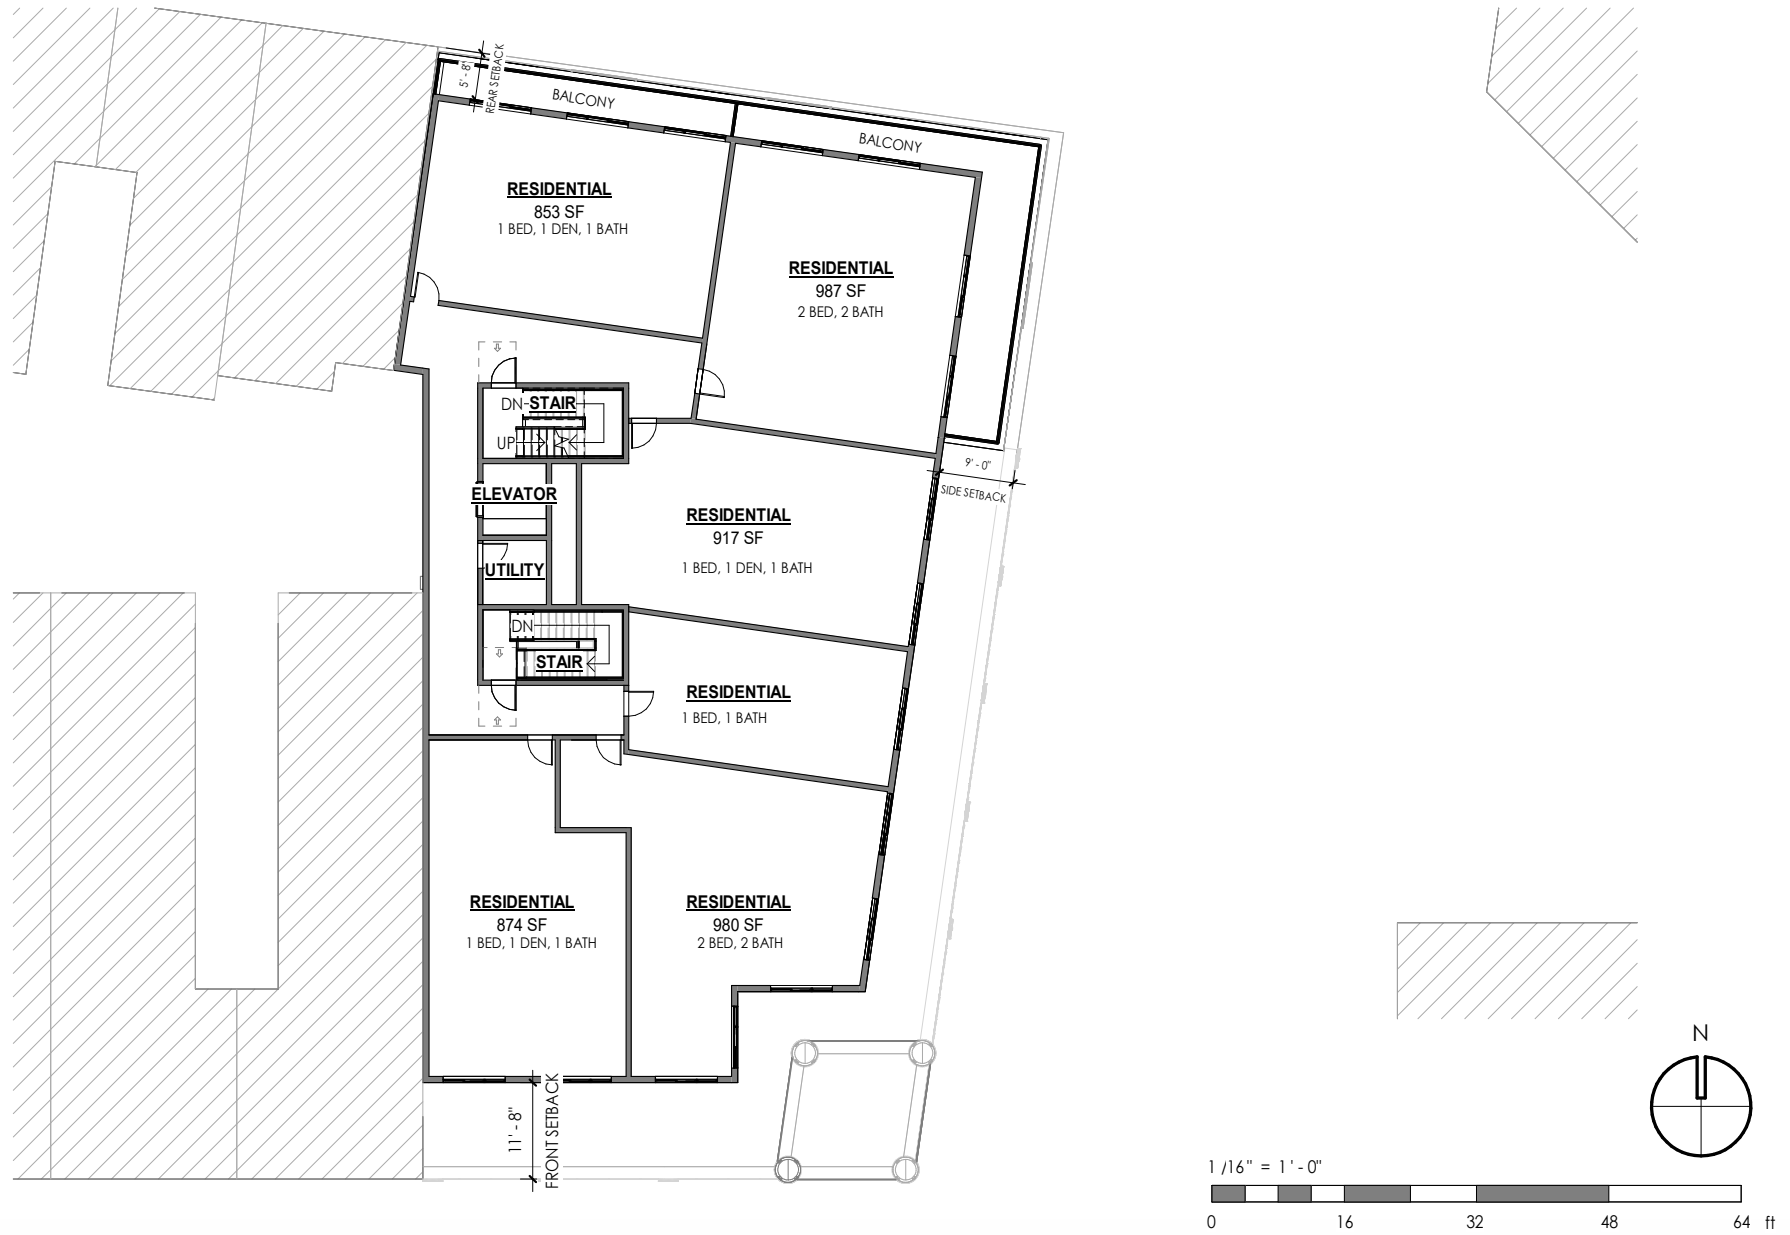 5' - 8"
REAR SETBACK
BALCONY
BALCONY
RESIDENTIAL
853 SF
1 BED, 1 DEN, 1 BATH
RESIDENTIAL
987 SF
2 BED, 2 BATH
DN
STAIR
UP
9' - 0"
SIDE SETBACK
ELEVATOR
RESIDENTIAL
917 SF
1 BED, 1 DEN, 1 BATH
UTILITY
DN
STAIR
RESIDENTIAL
1 BED, 1 BATH
RESIDENTIAL
874 SF
1 BED, 1 DEN, 1 BATH
RESIDENTIAL
980 SF
2 BED, 2 BATH
11' - 8"
FRONT SETBACK
N
1 /16" = 1 ' - 0"
0 16 32 48 64 ft